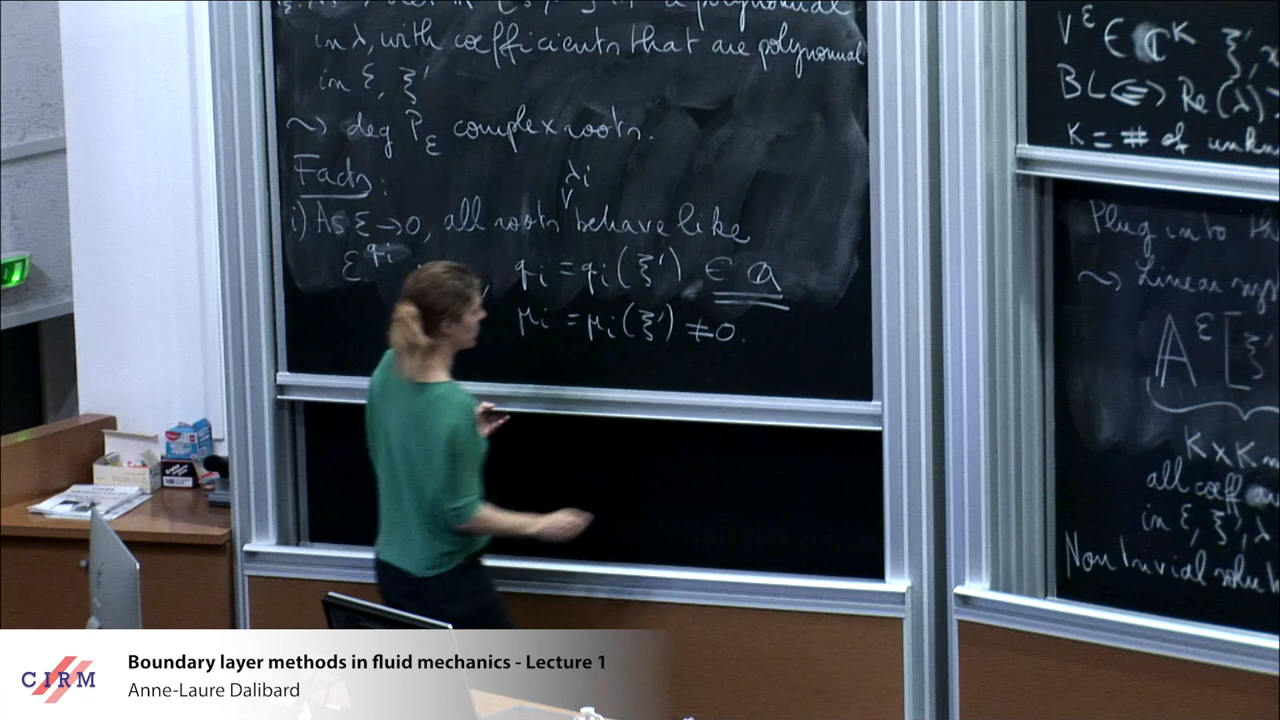 a polynomial
in λ, with coefficients that are polynomial
in ε, ξ'
⇝ deg P_ε complex roots.
Facts:
λi
i) As ε→0, all roots behave like
ε^qi
qi = qi(ξ') ∈ Q
μi = μi(ξ') ≠ 0.
V^ε ∈ C^K ξ',
BL ⟺ Re(λ)
K = # of
Plug into
⇝ Linear
A^ε [ξ'
K×K
all coeff
in ε, ξ', λ
Non trivial
CIRM
Boundary layer methods in fluid mechanics - Lecture 1
Anne-Laure Dalibard